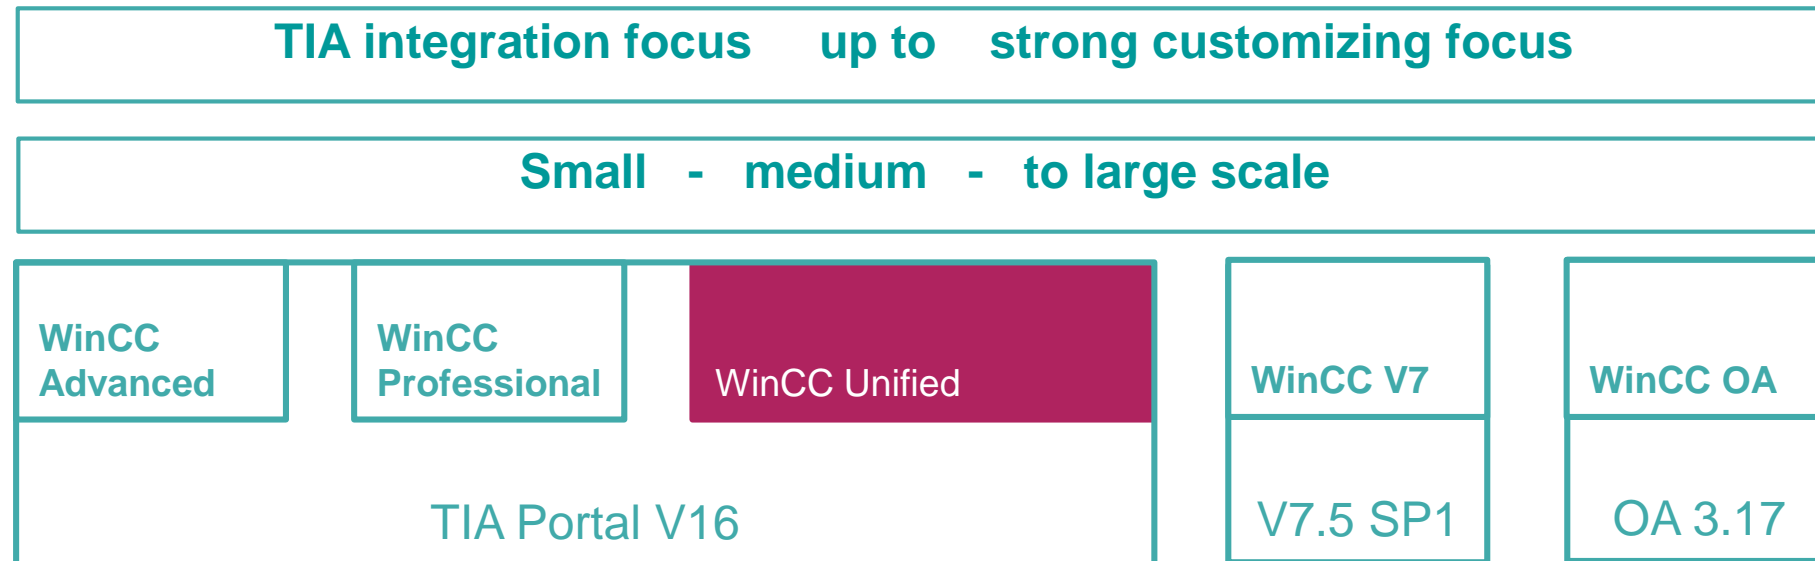 TIA integration focus up to strong customizing focus
Small - medium - to large scale
WinCC
Advanced
WinCC
Professional
WinCC Unified
WinCC V7
WinCC OA
TIA Portal V16
V7.5 SP1
OA 3.17